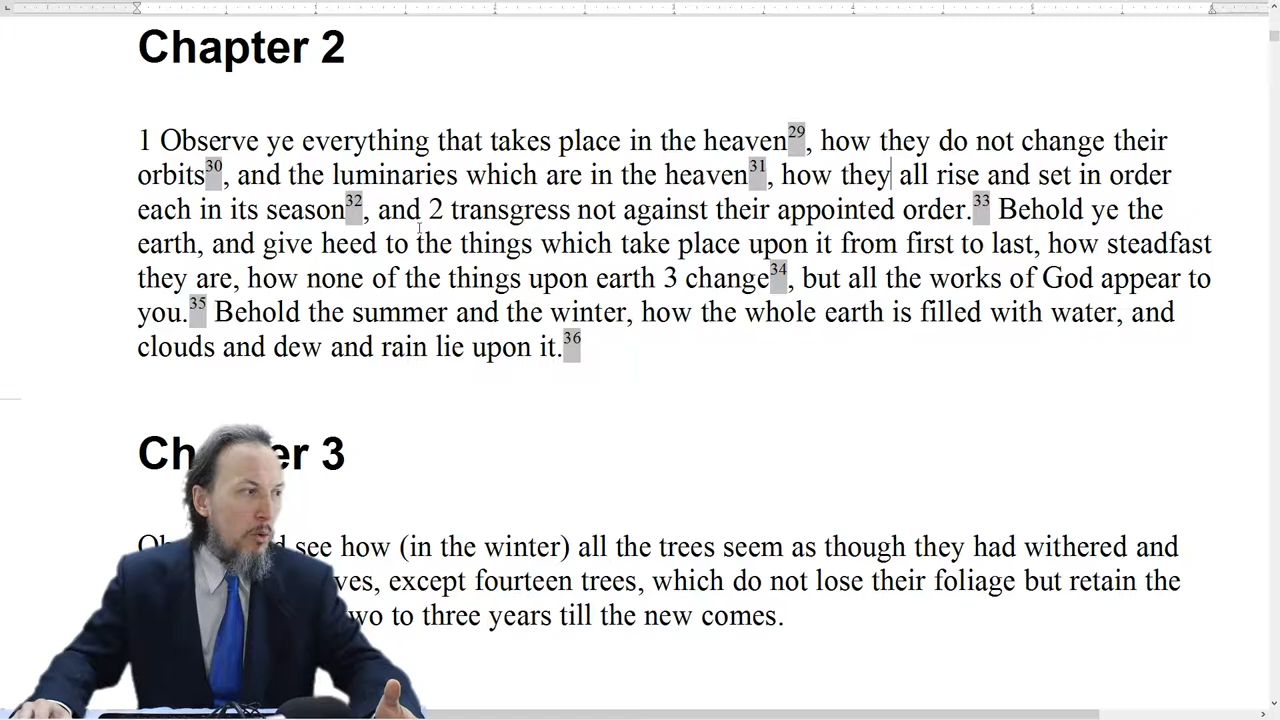 Chapter 2
1 Observe ye everything that takes place in the heaven29, how they do not change their
orbits30, and the luminaries which are in the heaven31, how they all rise and set in order
each in its season32, and 2 transgress not against their appointed order.33 Behold ye the
earth, and give heed to the things which take place upon it from first to last, how steadfast
they are, how none of the things upon earth 3 change34, but all the works of God appear to
you.35 Behold the summer and the winter, how the whole earth is filled with water, and
clouds and dew and rain lie upon it.36
Ch er 3
see how (in the winter) all the trees seem as though they had withered and
except fourteen trees, which do not lose their foliage but retain the
to three years till the new comes.